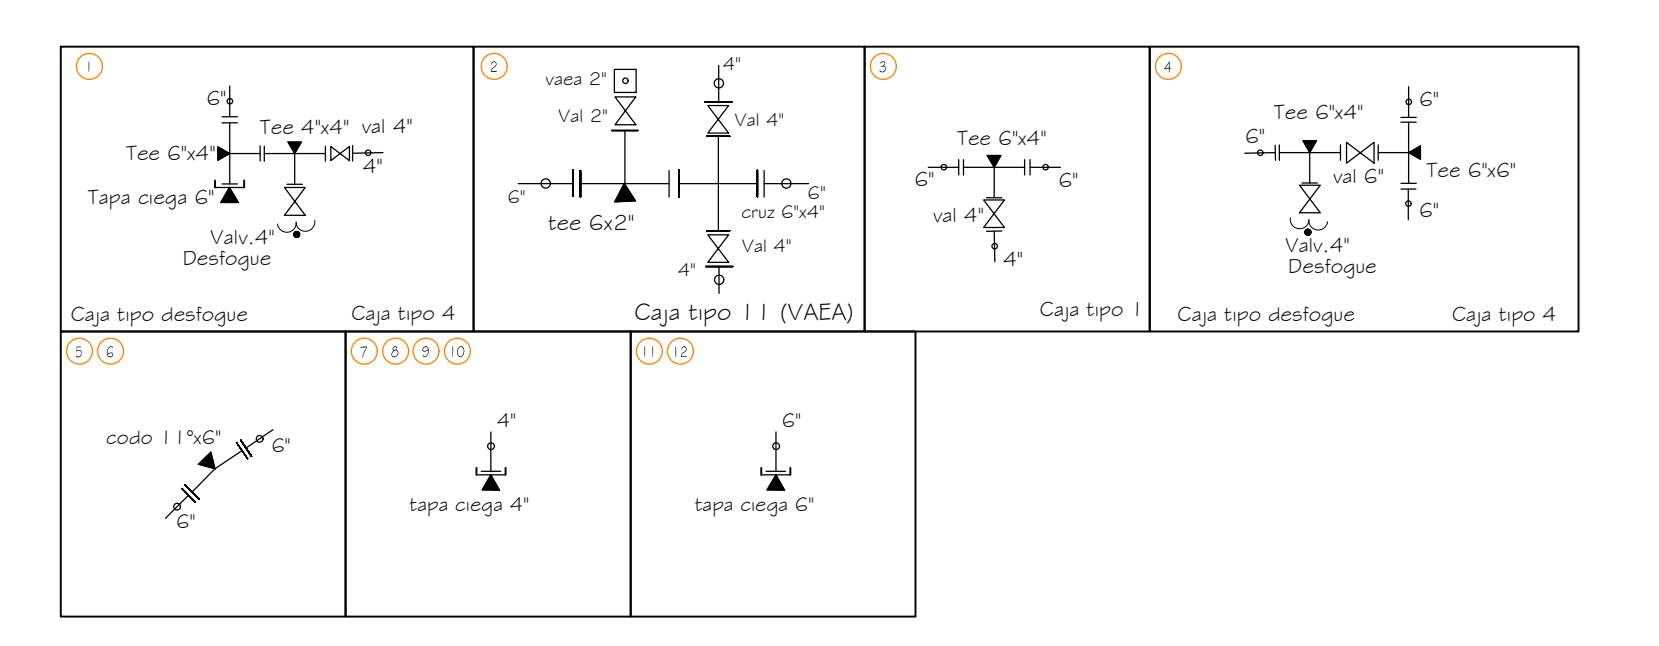 1
6"
Tee 4"x4" val 4"
Tee 6"x4"
4"
Tapa ciega 6"
Valv.4"
Desfogue
Caja tipo desfogue
Caja tipo 4
2
4"
vaea 2"
Val 2"
Val 4"
6"
6"
tee 6x2"
cruz 6"x4"
Val 4"
4"
Caja tipo 11 (VAEA)
3
Tee 6"x4"
6"
6"
val 4"
4"
Caja tipo 1
4
6"
Tee 6"x4"
6"
val 6"
Tee 6"x6"
6"
Valv.4"
Desfogue
Caja tipo desfogue
Caja tipo 4
5 6
codo 11°x6"
6"
6"
7 8 9 10
4"
tapa ciega 4"
11 12
6"
tapa ciega 6"